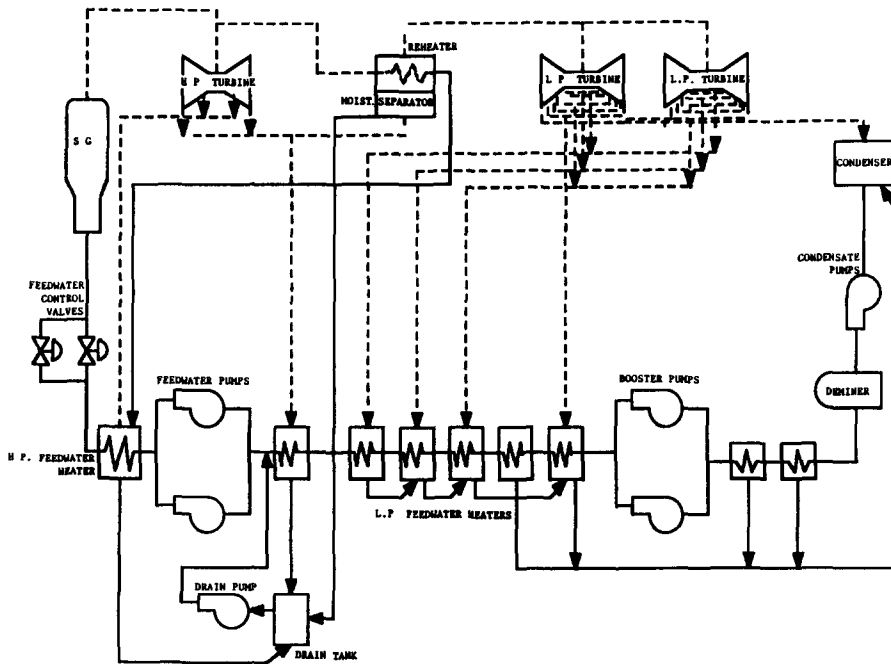 REHEATER
H P TURBINE
L P TURBINE
L.P. TURBINE
MOIST. SEPARATOR
S G
CONDENSER
CONDENSATE
PUMPS
FEEDWATER
CONTROL
VALVES
FEEDWATER PUMPS
BOOSTER PUMPS
DEMINER
H P. FEEDWATER
HEATER
L.P FEEDWATER HEATERS
DRAIN PUMP
DRAIN TANK